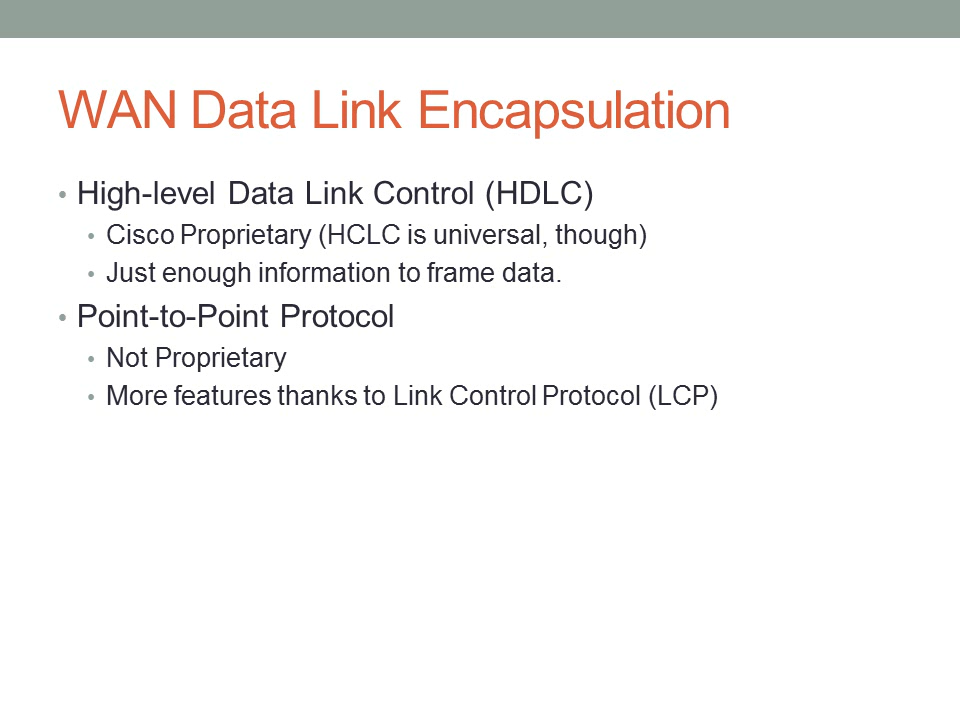 WAN Data Link Encapsulation
• High-level Data Link Control (HDLC)
• Cisco Proprietary (HCLC is universal, though)
• Just enough information to frame data.
• Point-to-Point Protocol
• Not Proprietary
• More features thanks to Link Control Protocol (LCP)